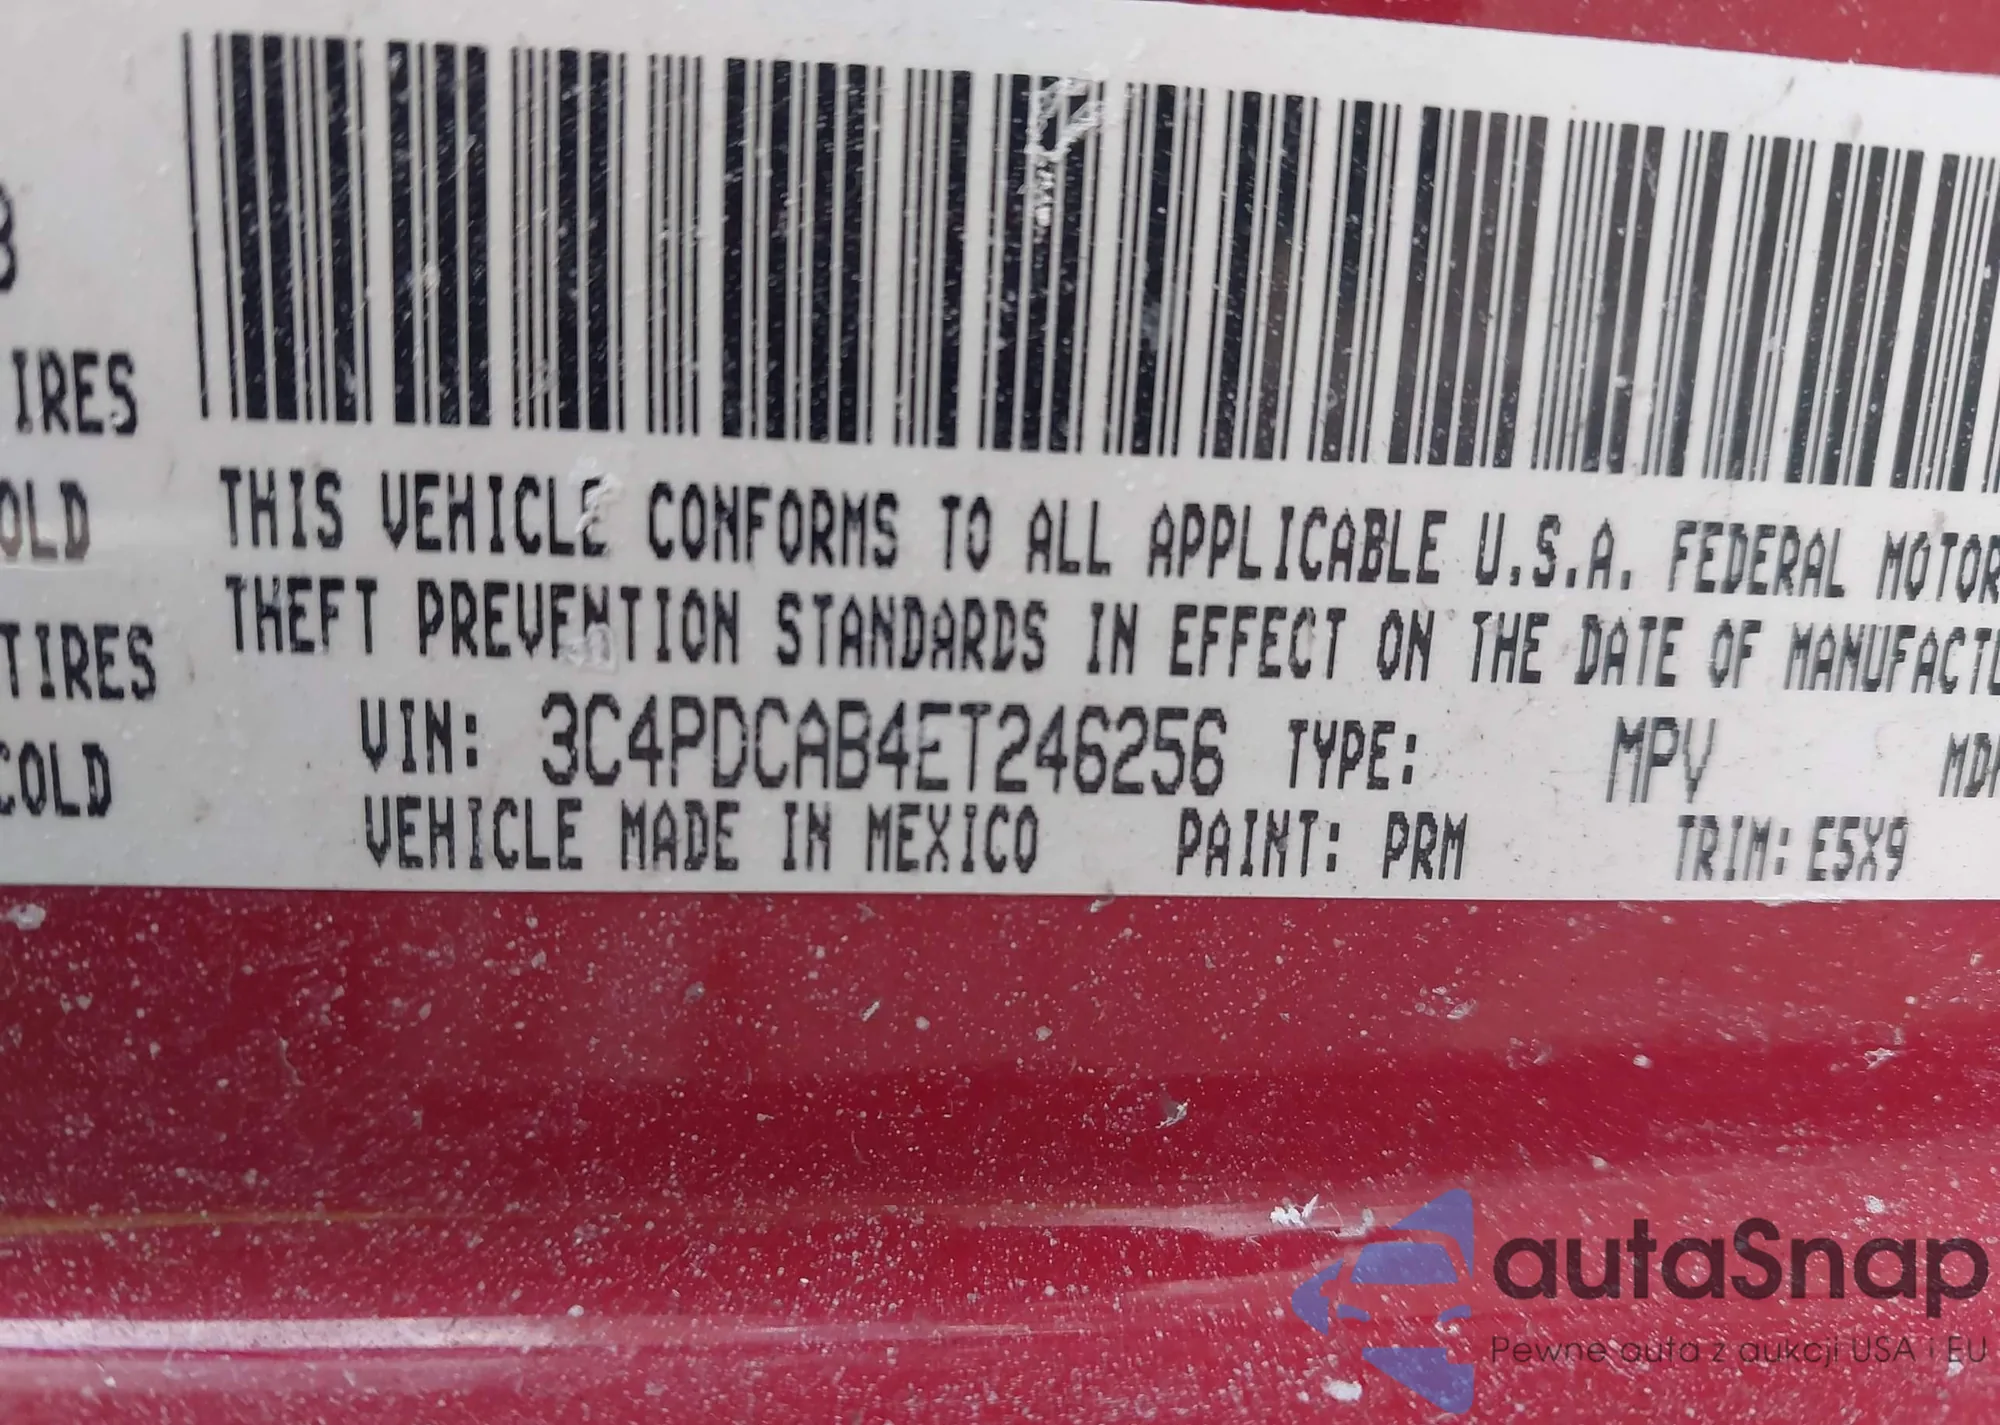 8
IRES
OLD
TIRES
COLD
THIS VEHICLE CONFORMS TO ALL APPLICABLE U.S.A. FEDERAL MOTOR
THEFT PREVENTION STANDARDS IN EFFECT ON THE DATE OF MANUFACTU
VIN: 3C4PDCAB4ET246256 TYPE: MPV MDH
VEHICLE MADE IN MEXICO PAINT: PRM TRIM: E5X9
autaSnap
Pewne auta z aukcji USA i EU